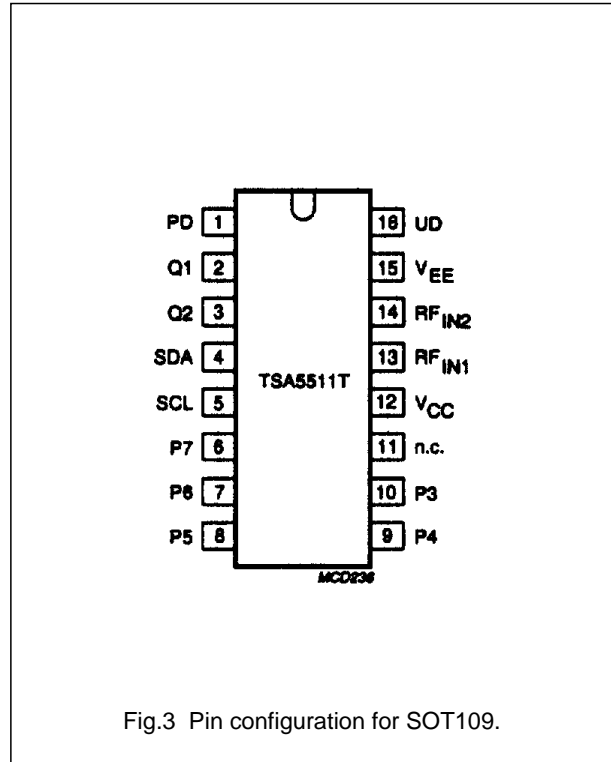 PD 1 16 UD
Q1 2 15 VEE
Q2 3 14 RFIN2
SDA 4 13 RFIN1
TSA5511T
SCL 5 12 VCC
P7 6 11 n.c.
P6 7 10 P3
P5 8 9 P4
MCD236
Fig.3 Pin configuration for SOT109.